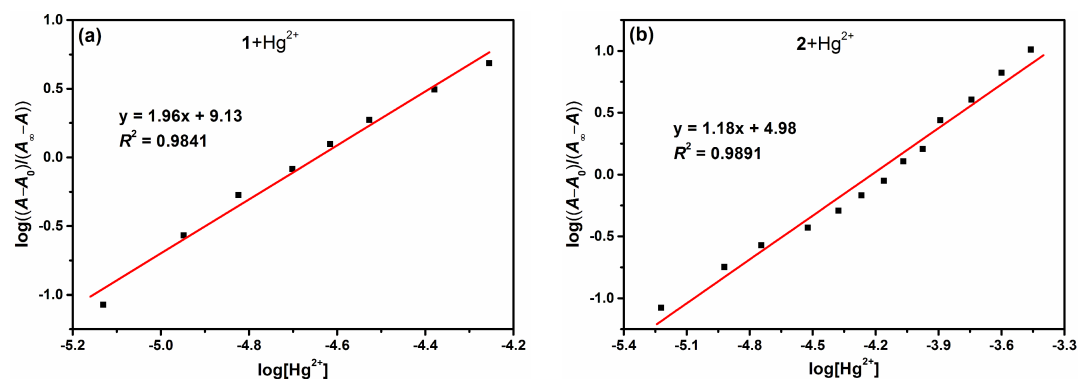 (a)
1+Hg²⁺
y = 1.96x + 9.13
R² = 0.9841
log((A−A₀)/(A∞−A))
1.0
0.5
0.0
-0.5
-1.0
-5.2 -5.0 -4.8 -4.6 -4.4 -4.2
log[Hg²⁺]
(b)
2+Hg²⁺
y = 1.18x + 4.98
R² = 0.9891
log((A−A₀)/(A∞−A))
1.0
0.5
0.0
-0.5
-1.0
-5.4 -5.1 -4.8 -4.5 -4.2 -3.9 -3.6 -3.3
log[Hg²⁺]